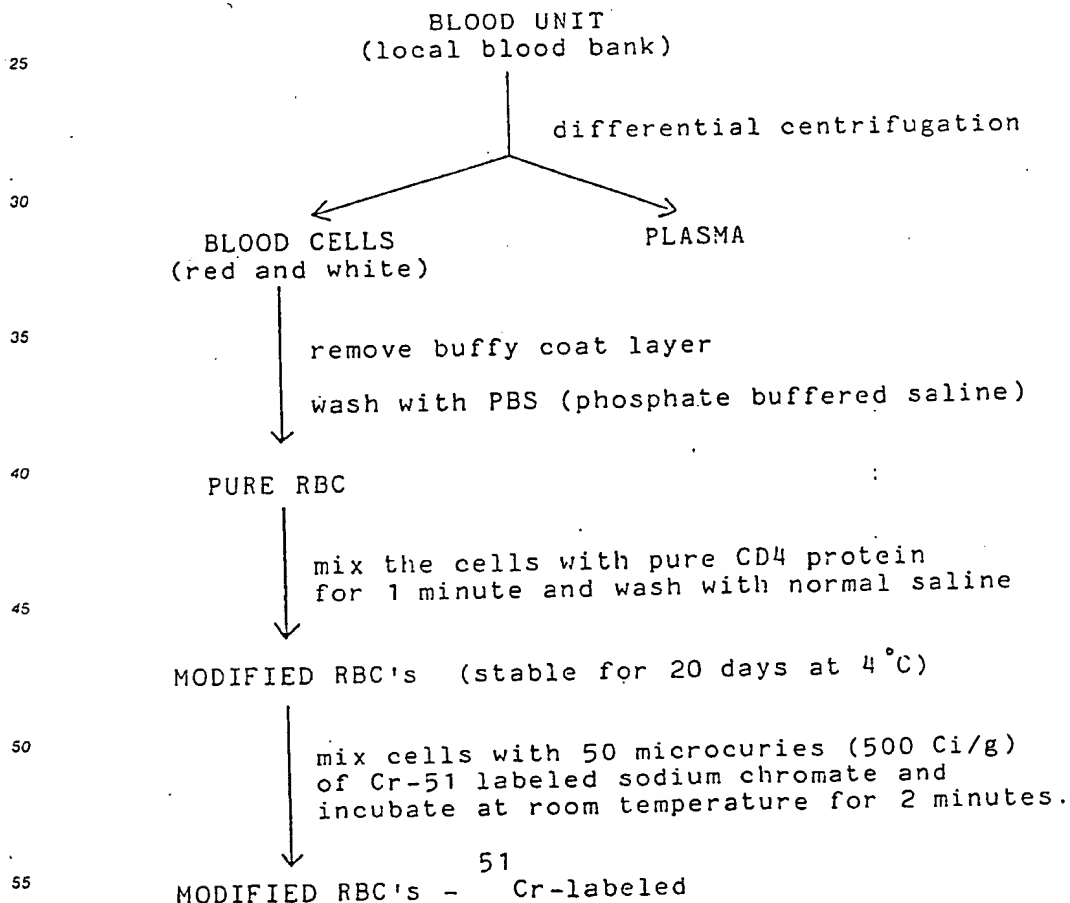 BLOOD UNIT
(local blood bank)
25
differential centrifugation
30
BLOOD CELLS
(red and white)
PLASMA
35
remove buffy coat layer
wash with PBS (phosphate buffered saline)
40
PURE RBC
mix the cells with pure CD4 protein
for 1 minute and wash with normal saline
45
MODIFIED RBC's (stable for 20 days at 4°C)
50
mix cells with 50 microcuries (500 Ci/g)
of Cr-51 labeled sodium chromate and
incubate at room temperature for 2 minutes.
51
55
MODIFIED RBC's - Cr-labeled